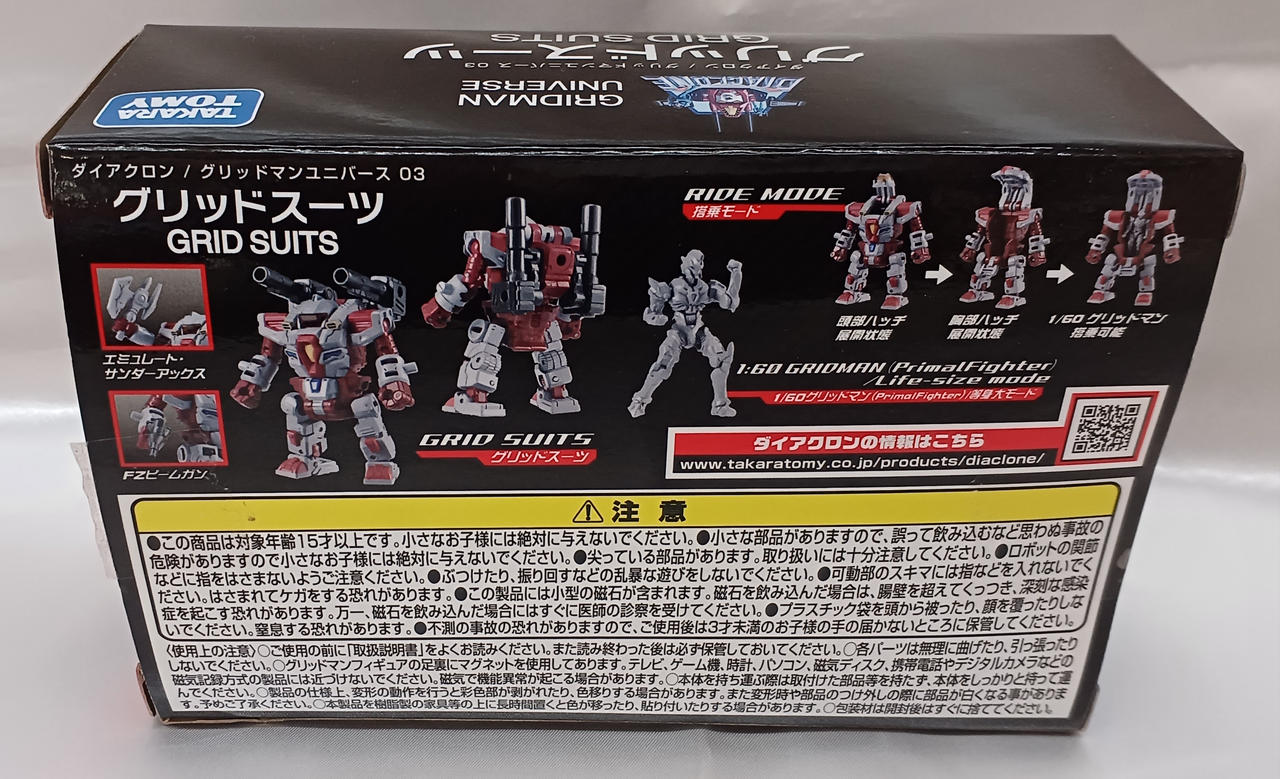 グリッドスーツ
GRID SUITS
ダイアクロン / グリッドマンユニバース 03
GRIDMAN
UNIVERSE
DIACLONE
TAKARA
TOMY
ダイアクロン / グリッドマンユニバース 03
グリッドスーツ
GRID SUITS
エミュレート・
サンダーアックス
FZビームガン
GRID SUITS
グリッドスーツ
RIDE MODE
搭乗モード
頭部ハッチ
展開状態
胸部ハッチ
展開状態
1/60 グリッドマン
搭乗可能
1:60 GRIDMAN (PrimalFighter)
/Life-size mode
1/60グリッドマン(PrimalFighter)/等身大モード
ダイアクロンの情報はこちら
www.takaratomy.co.jp/products/diaclone/
注 意
●この商品は対象年齢15才以上です。小さなお子様には絶対に与えないでください。●小さな部品がありますので、誤って飲み込むなど思わぬ事故の
危険がありますので小さなお子様には絶対に与えないでください。●尖っている部品があります。取り扱いには十分注意してください。●ロボットの関節
などに指をはさまないようご注意ください。●ぶつけたり、振り回すなどの乱暴な遊びをしないでください。●可動部のスキマには指などを入れないでく
ださい。はさまれてケガをする恐れがあります。●この製品には小型の磁石が含まれます。磁石を飲み込んだ場合は、腸壁を超えてくっつき、深刻な感染
症を起こす恐れがあります。万一、磁石を飲み込んだ場合にはすぐに医師の診察を受けてください。●プラスチック袋を頭から被ったり、顔を覆ったりしな
いでください。窒息する恐れがあります。●不測の事故の恐れがありますので、ご使用後は3才未満のお子様の手の届かないところに保管してください。
〈使用上の注意〉○ご使用の前に「取扱説明書」をよくお読みください。また読み終わった後は必ず保管しておいてください。○各パーツは無理に曲げたり、引っ張ったり
しないでください。○グリッドマンフィギュアの足裏にマグネットを使用してあります。テレビ、ゲーム機、時計、パソコン、磁気ディスク、携帯電話やデジタルカメラなどの
磁気記録方式の製品には近づけないでください。磁気で機能異常が起こる場合があります。○本体を持ち運ぶ際は取付けた部品等を持たず、本体をしっかりと持って運
んでください。○製品の仕様上、変形の動作を行うと彩色部が剥がれたり、色移りする場合があります。また変形時や部品のつけ外しの際に部品が白くなる事がありま
す。予めご了承ください。○本製品を樹脂製の家具等の上に長時間置くと色が移ったり、貼り付いたりする場合があります。○包装材は開封後はすぐに捨ててください。